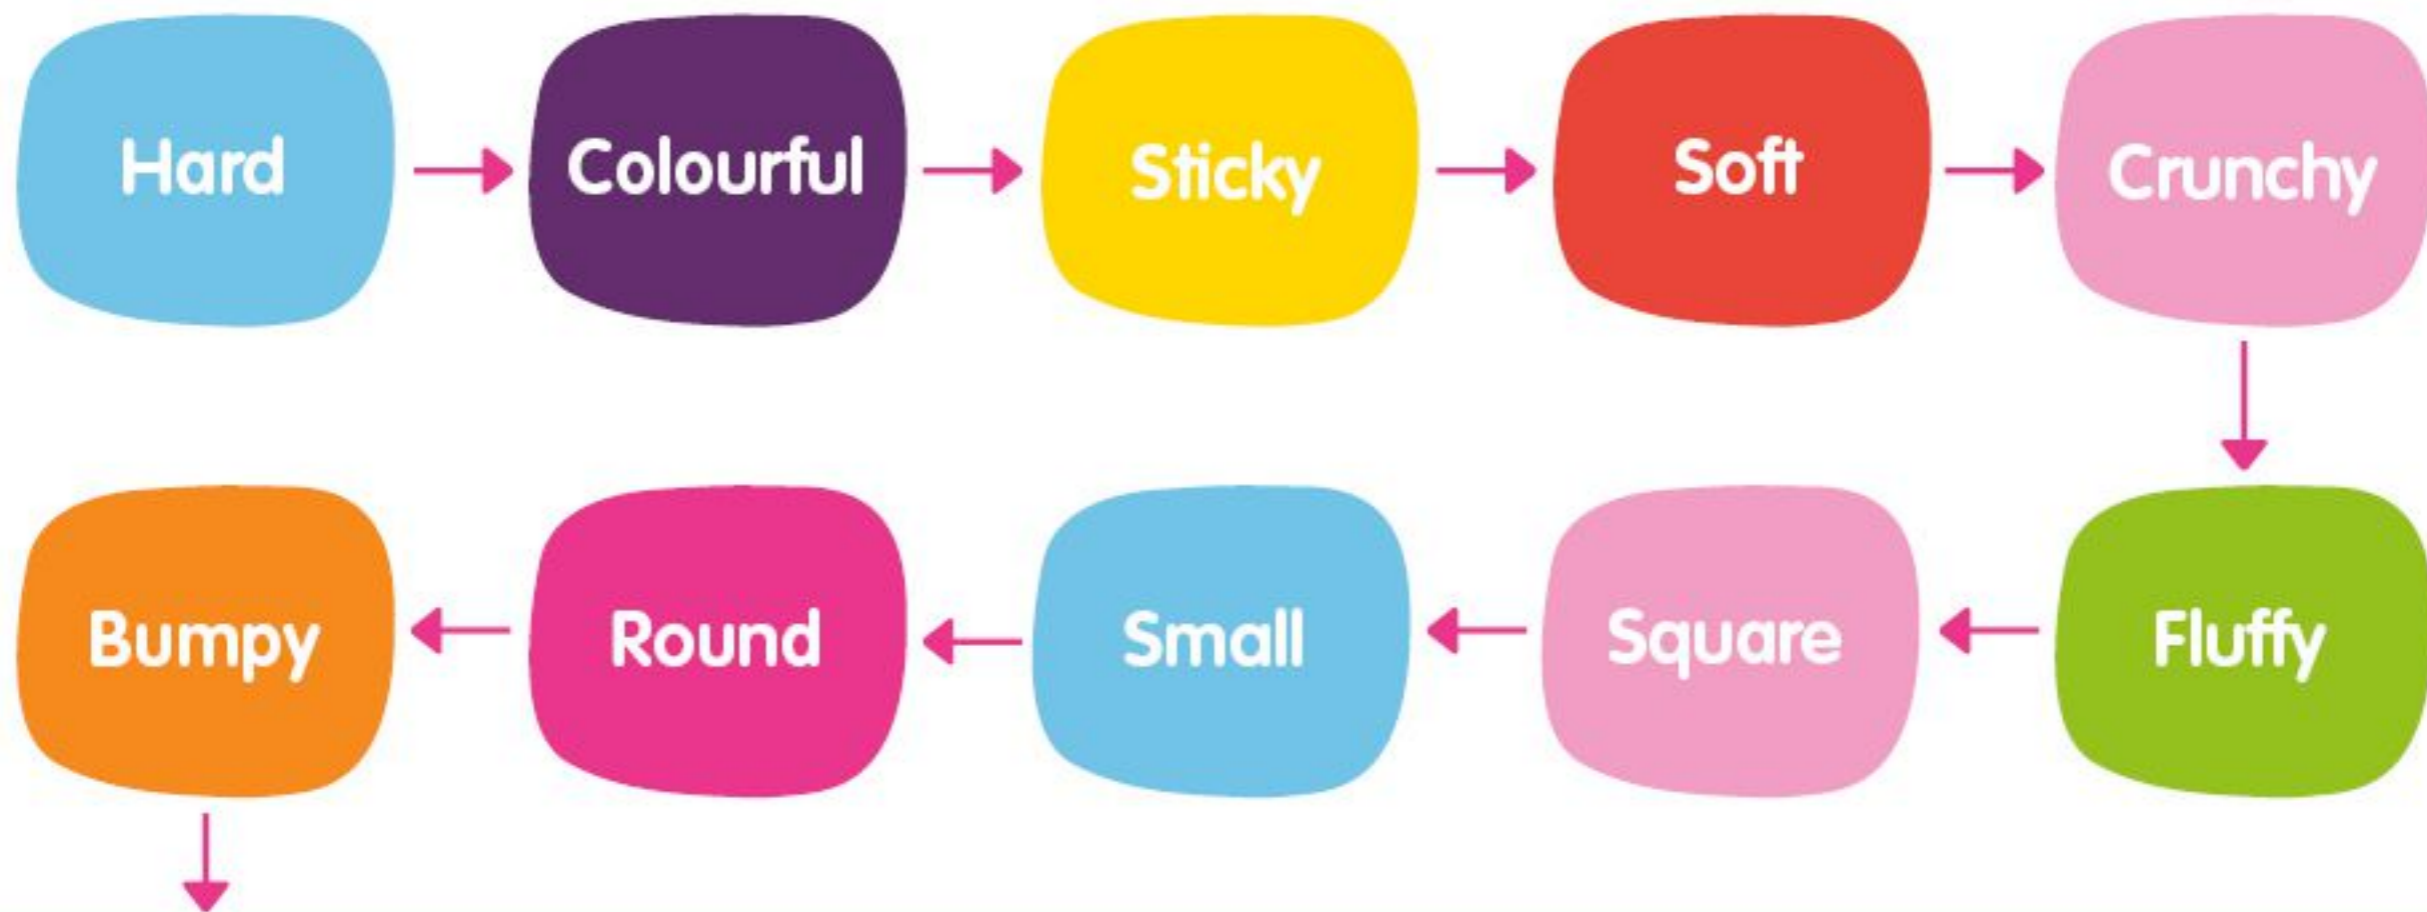 Hard
Colourful
Sticky
Soft
Crunchy
Fluffy
Square
Small
Round
Bumpy